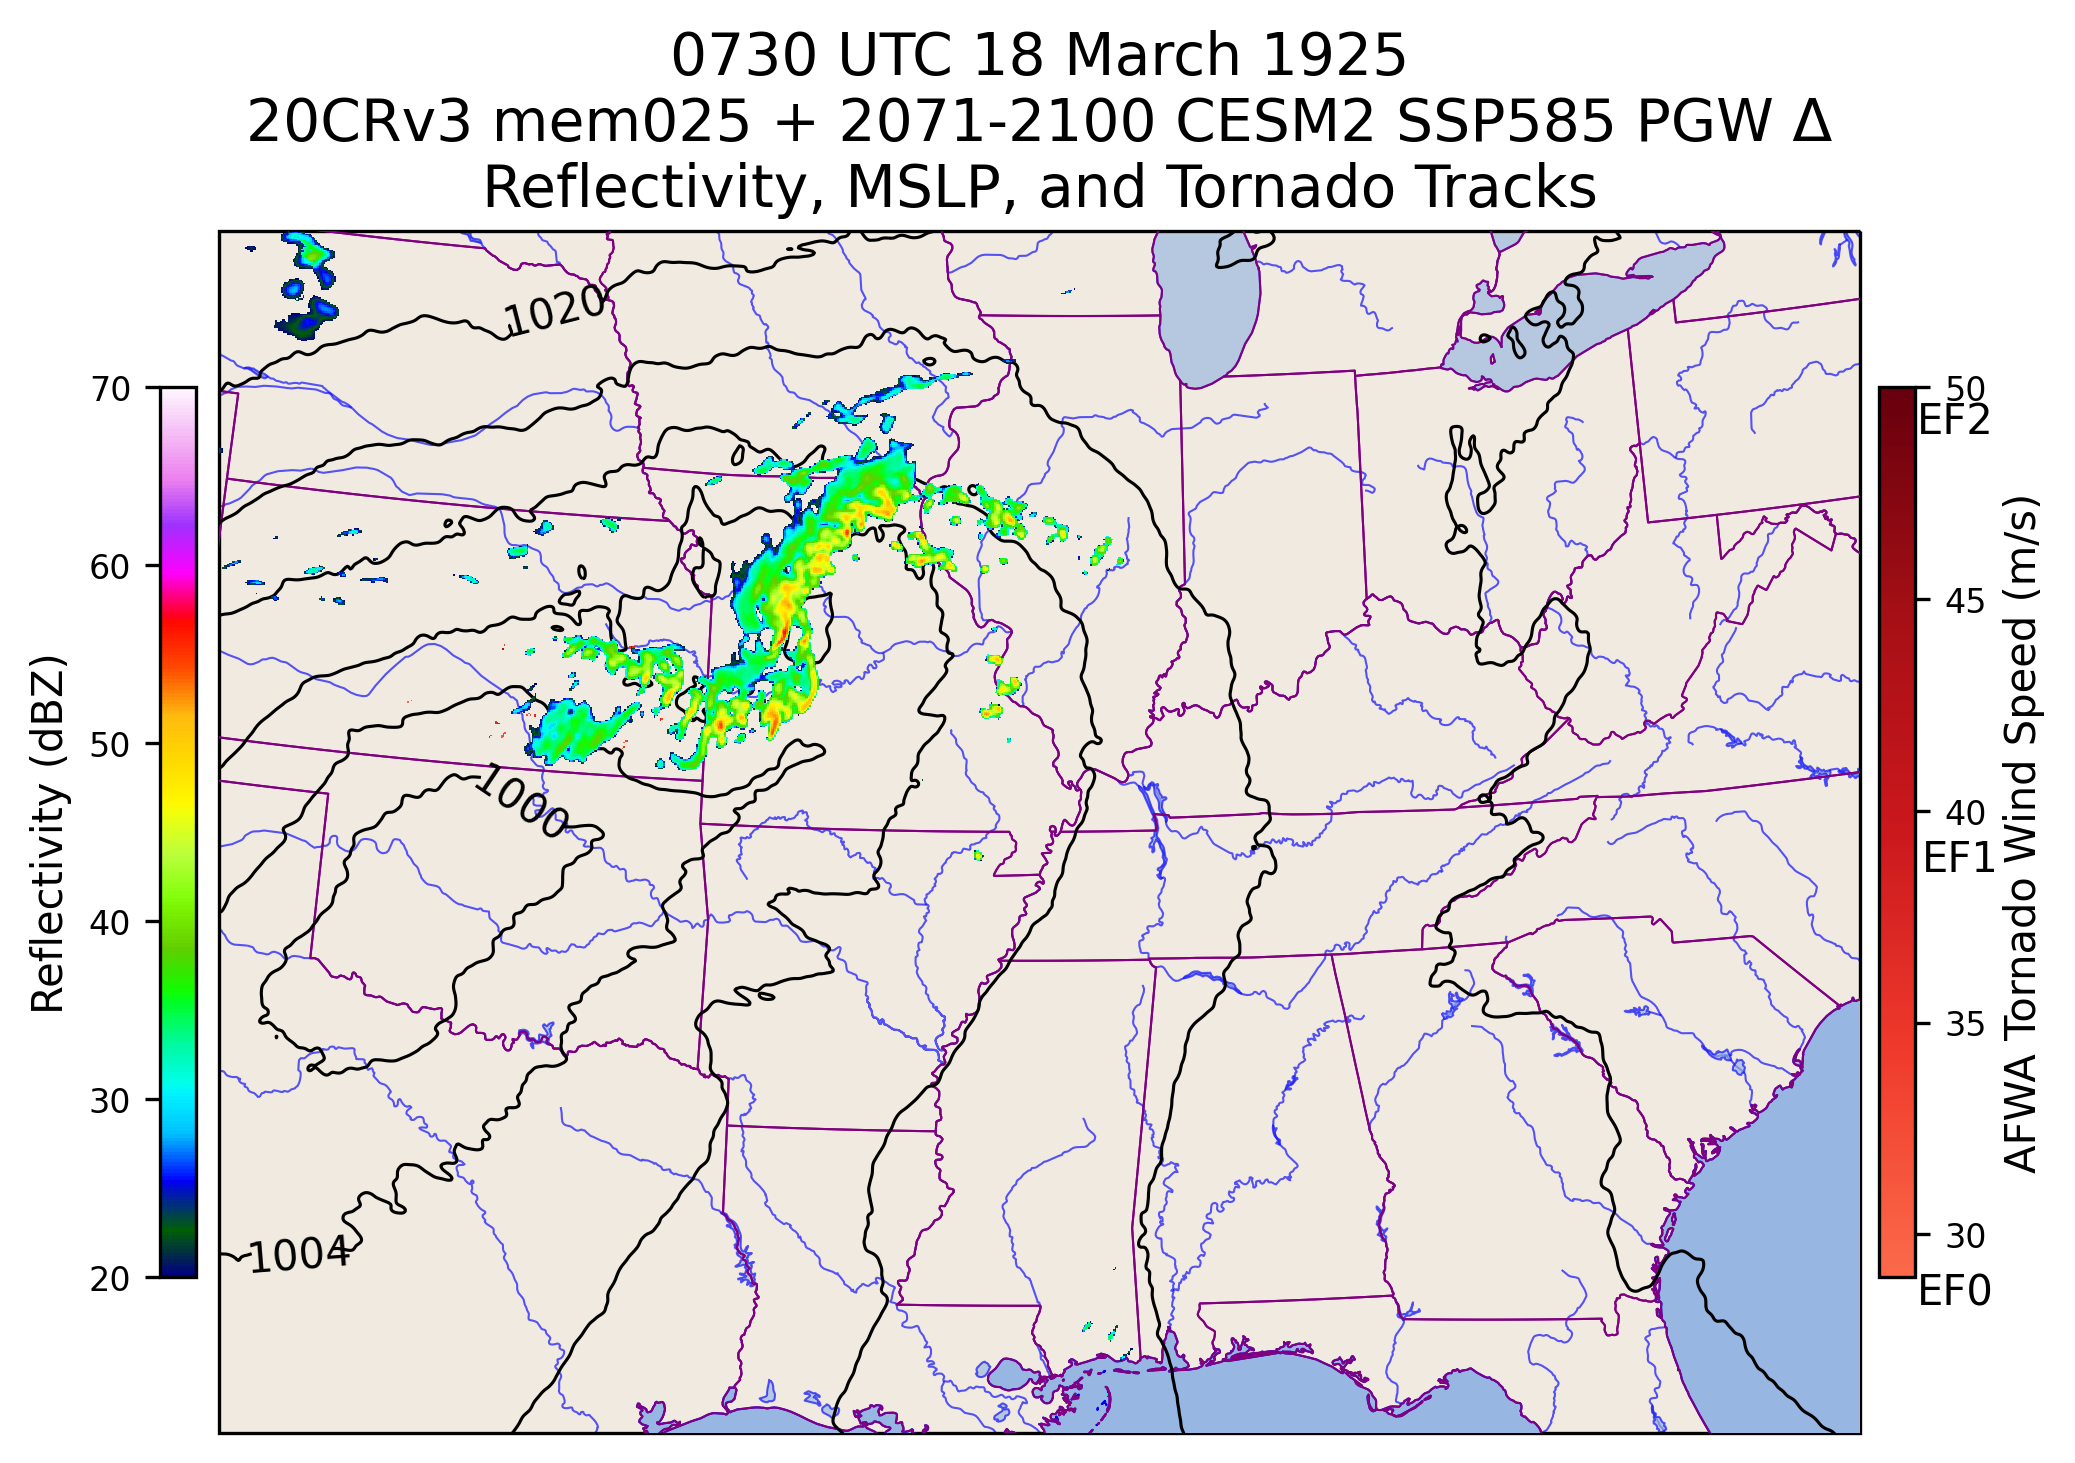 0730 UTC 18 March 1925
20CRv3 mem025 + 2071-2100 CESM2 SSP585 PGW Δ
Reflectivity, MSLP, and Tornado Tracks
1020
1000
1004
Reflectivity (dBZ)
70
60
50
40
30
20
50
EF2
45
40
EF1
35
30
EF0
AFWA Tornado Wind Speed (m/s)